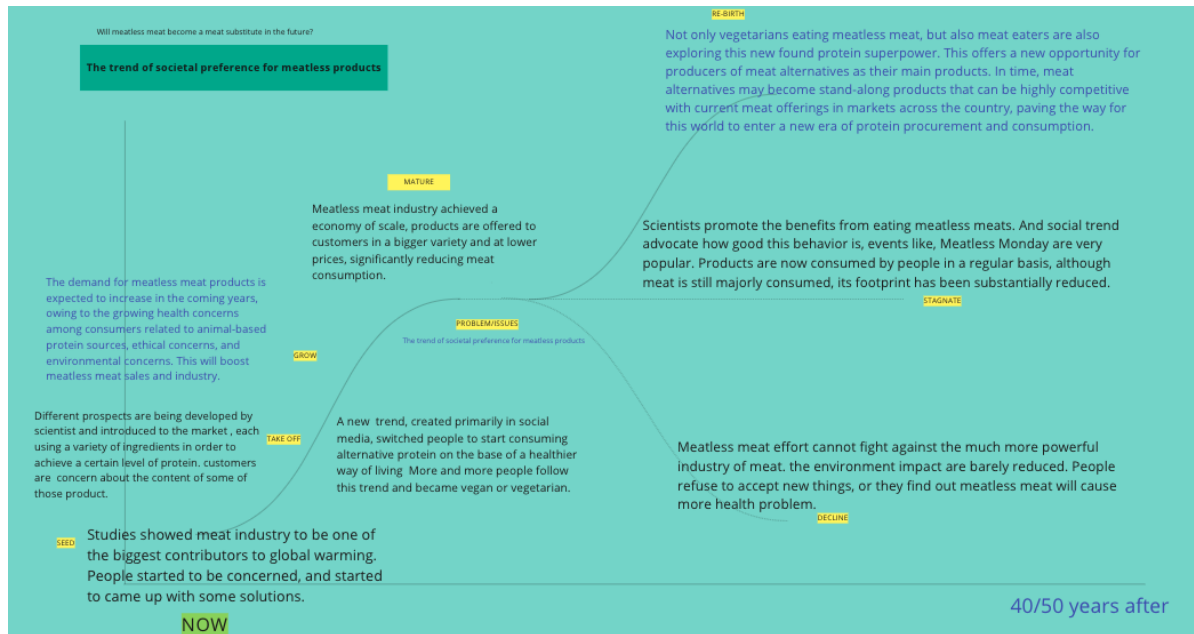 Will meatless meat become a meat substitute in the future?
The trend of societal preference for meatless products
RE-BIRTH
Not only vegetarians eating meatless meat, but also meat eaters are also
exploring this new found protein superpower. This offers a new opportunity for
producers of meat alternatives as their main products. In time, meat
alternatives may become stand-along products that can be highly competitive
with current meat offerings in markets across the country, paving the way for
this world to enter a new era of protein procurement and consumption.
MATURE
Meatless meat industry achieved a
economy of scale, products are offered to
customers in a bigger variety and at lower
prices, significantly reducing meat
consumption.
Scientists promote the benefits from eating meatless meats. And social trend
advocate how good this behavior is, events like, Meatless Monday are very
popular. Products are now consumed by people in a regular basis, although
meat is still majorly consumed, its footprint has been substantially reduced.
STAGNATE
The demand for meatless meat products is
expected to increase in the coming years,
owing to the growing health concerns
among consumers related to animal-based
protein sources, ethical concerns, and
environmental concerns. This will boost
meatless meat sales and industry.
GROW
PROBLEM/ISSUES
The trend of societal preference for meatless products
Different prospects are being developed by
scientist and introduced to the market , each
using a variety of ingredients in order to
achieve a certain level of protein. customers
are  concern about the content of some of
those product.
TAKE OFF
A new  trend, created primarily in social
media, switched people to start consuming
alternative protein on the base of a healthier
way of living  More and more people follow
this trend and became vegan or vegetarian.
Meatless meat effort cannot fight against the much more powerful
industry of meat. the environment impact are barely reduced. People
refuse to accept new things, or they find out meatless meat will cause
more health problem.
DECLINE
SEED
Studies showed meat industry to be one of
the biggest contributors to global warming.
People started to be concerned, and started
to came up with some solutions.
NOW
40/50 years after